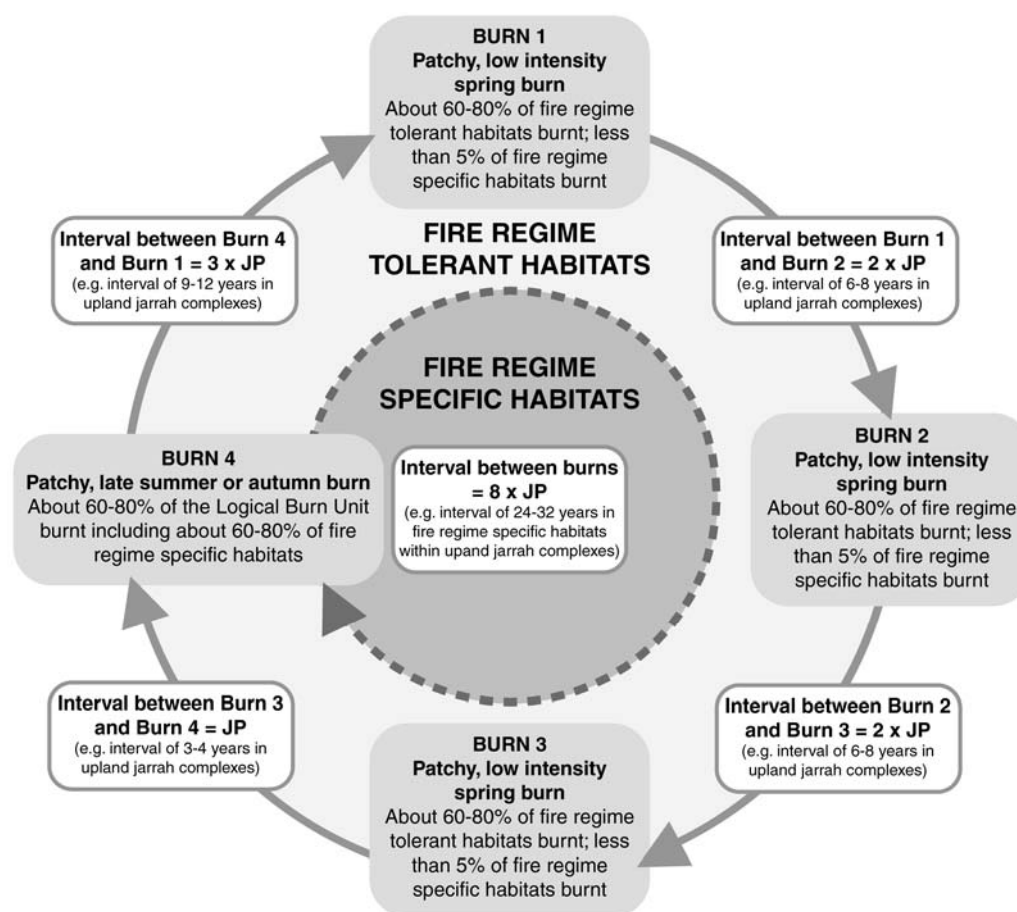 BURN 1
Patchy, low intensity
spring burn
About 60-80% of fire regime
tolerant habitats burnt; less
than 5% of fire regime
specific habitats burnt
Interval between Burn 4
and Burn 1 = 3 x JP
(e.g. interval of 9-12 years in
upland jarrah complexes)
FIRE REGIME
TOLERANT HABITATS
Interval between Burn 1
and Burn 2 = 2 x JP
(e.g. interval of 6-8 years in
upland jarrah complexes)
FIRE REGIME
SPECIFIC HABITATS
BURN 4
Patchy, late summer or autumn burn
About 60-80% of the Logical Burn Unit
burnt including about 60-80% of fire
regime specific habitats
Interval between burns
= 8 x JP
(e.g. interval of 24-32 years in
fire regime specific habitats
within upand jarrah complexes)
BURN 2
Patchy, low intensity
spring burn
About 60-80% of fire regime
tolerant habitats burnt; less
than 5% of fire regime
specific habitats burnt
Interval between Burn 3
and Burn 4 = JP
(e.g. interval of 3-4 years in
upland jarrah complexes)
BURN 3
Patchy, low intensity
spring burn
About 60-80% of fire regime
tolerant habitats burnt; less
than 5% of fire regime
specific habitats burnt
Interval between Burn 2
and Burn 3 = 2 x JP
(e.g. interval of 6-8 years in
upland jarrah complexes)